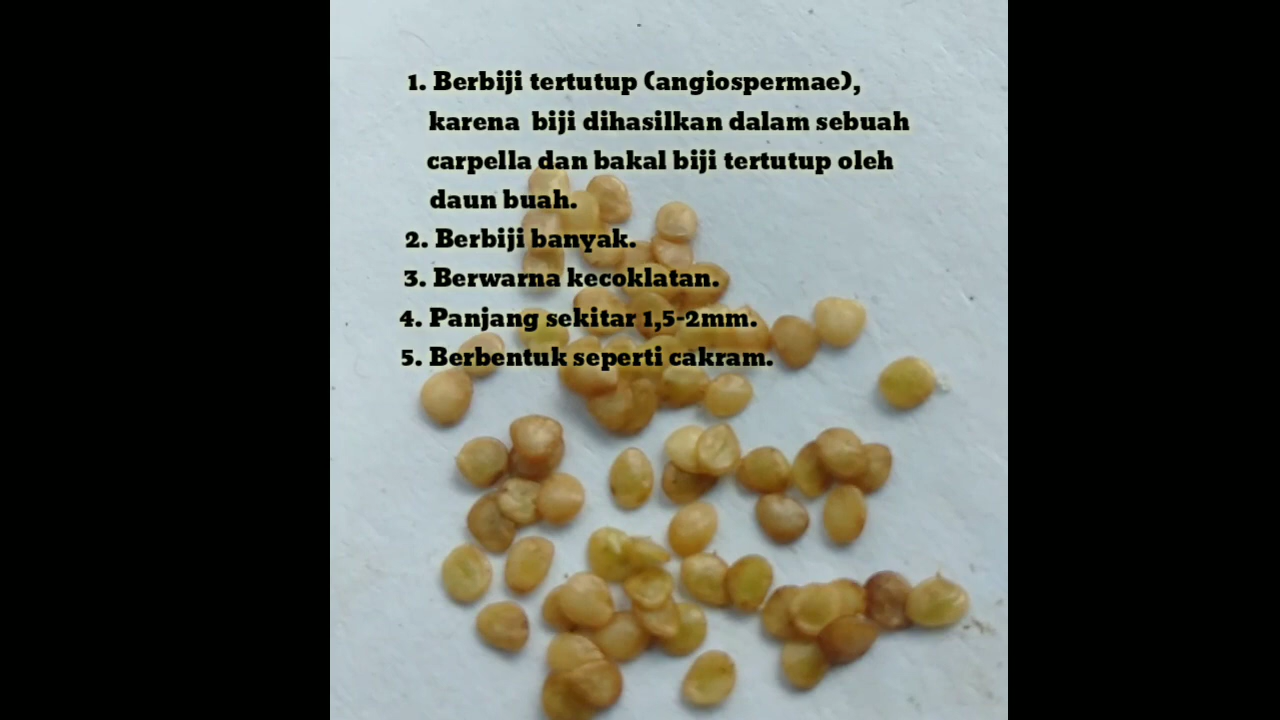 1. Berbiji tertutup (angiospermae),
karena biji dihasilkan dalam sebuah
carpella dan bakal biji tertutup oleh
daun buah.
2. Berbiji banyak.
3. Berwarna kecoklatan.
4. Panjang sekitar 1,5-2mm.
5. Berbentuk seperti cakram.